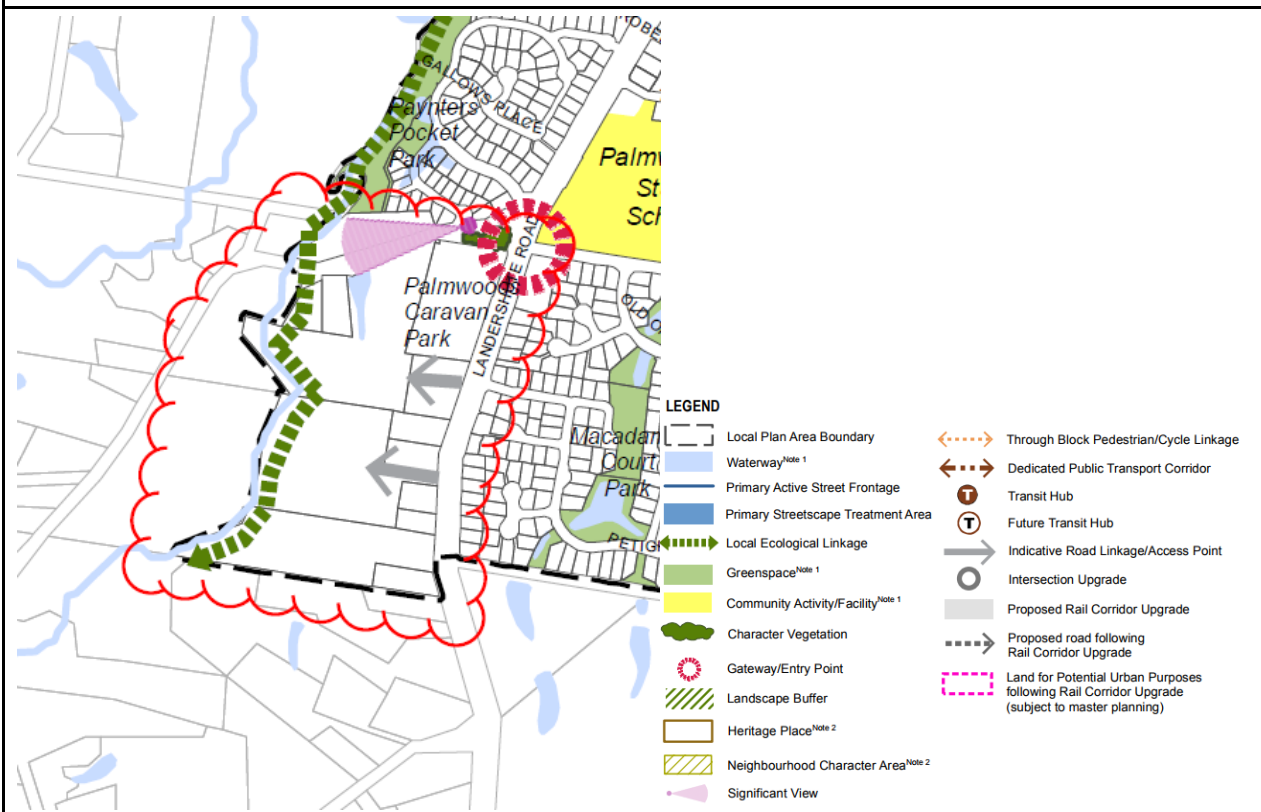 GALLOWS PLACE
Paynters
Pocket
Park
LANDERSHUTE ROAD
Palmwoods
Caravan
Park
OLD
Court
Park
LEGEND
Local Plan Area Boundary
Waterway Note 1
Primary Active Street Frontage
Primary Streetscape Treatment Area
Local Ecological Linkage
Greenspace Note 1
Community Activity/Facility Note 1
Character Vegetation
Gateway/Entry Point
Landscape Buffer
Heritage Place Note 2
Neighbourhood Character Area Note 2
Significant View
Through Block Pedestrian/Cycle Linkage
Dedicated Public Transport Corridor
T Transit Hub
T Future Transit Hub
Indicative Road Linkage/Access Point
Intersection Upgrade
Proposed Rail Corridor Upgrade
Proposed road following
Rail Corridor Upgrade
Land for Potential Urban Purposes
following Rail Corridor Upgrade
(subject to master planning)